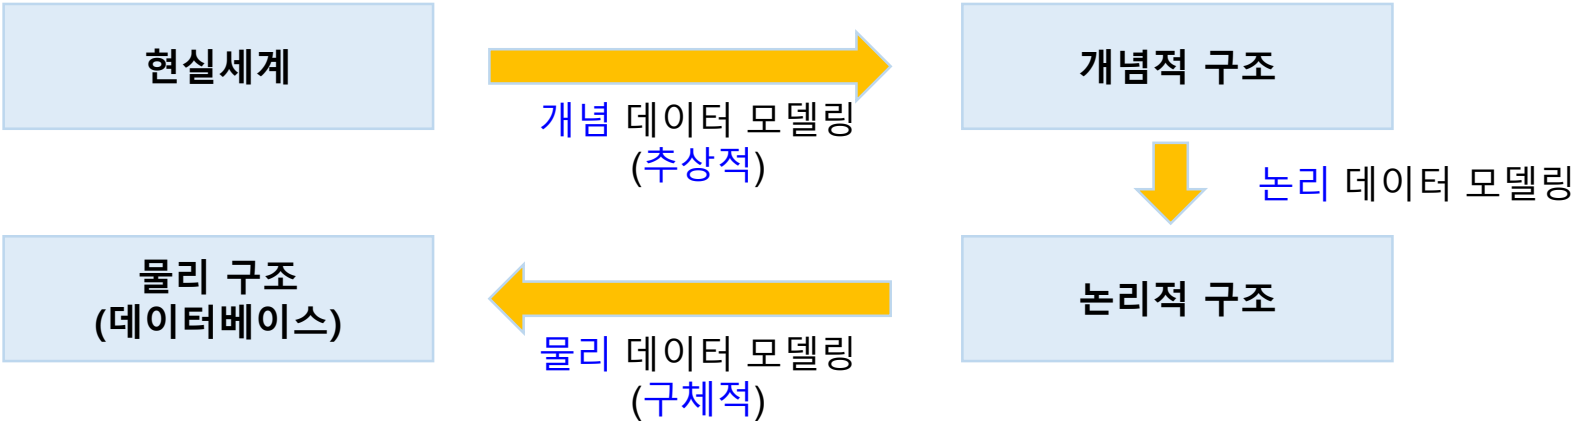 현실세계
개념 데이터 모델링
(추상적)
개념적 구조
논리 데이터 모델링
논리적 구조
물리 데이터 모델링
(구체적)
물리 구조
(데이터베이스)